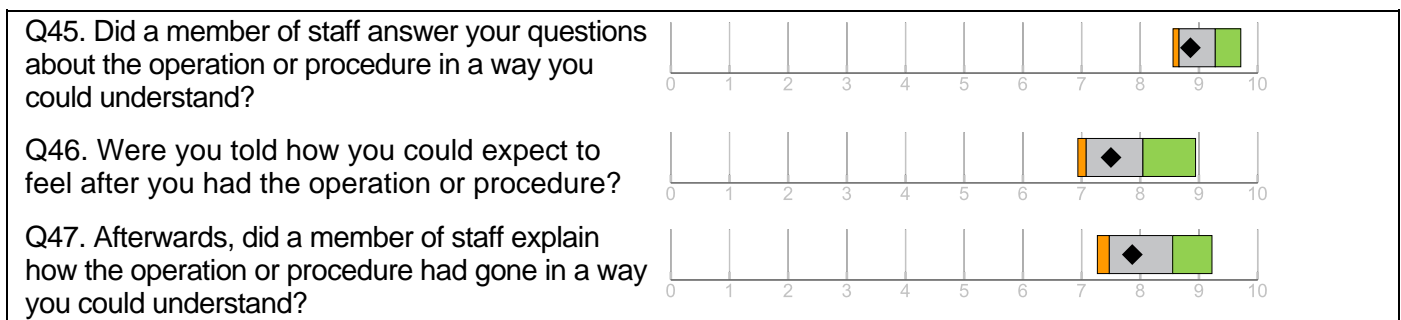 Q45. Did a member of staff answer your questions
about the operation or procedure in a way you
could understand?
0 1 2 3 4 5 6 7 8 9 10
Q46. Were you told how you could expect to
feel after you had the operation or procedure?
0 1 2 3 4 5 6 7 8 9 10
Q47. Afterwards, did a member of staff explain
how the operation or procedure had gone in a way
you could understand?
0 1 2 3 4 5 6 7 8 9 10